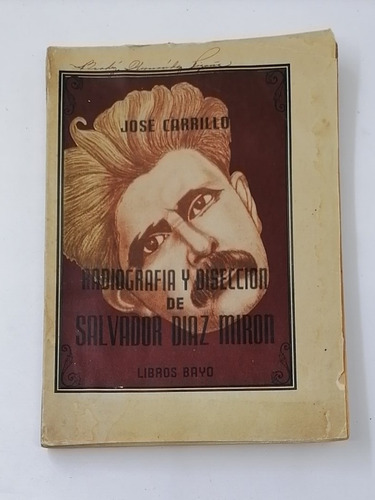 JOSE CARRILLO
RADIOGRAFIA Y DISECCION
DE
SALVADOR DIAZ MIRON
LIBROS BAYO